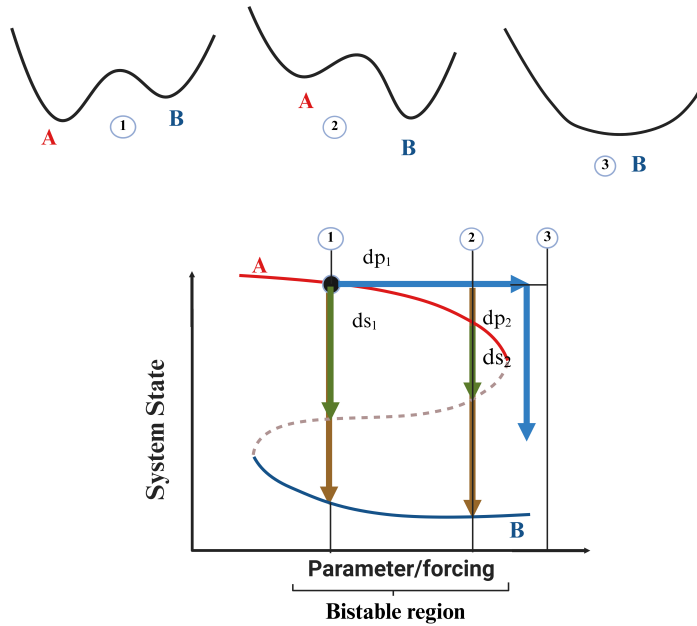 A
1
B
A
2
B
3
B
1
2
3
A
dp₁
ds₁
dp₂
ds₂
System State
B
Parameter/forcing
Bistable region